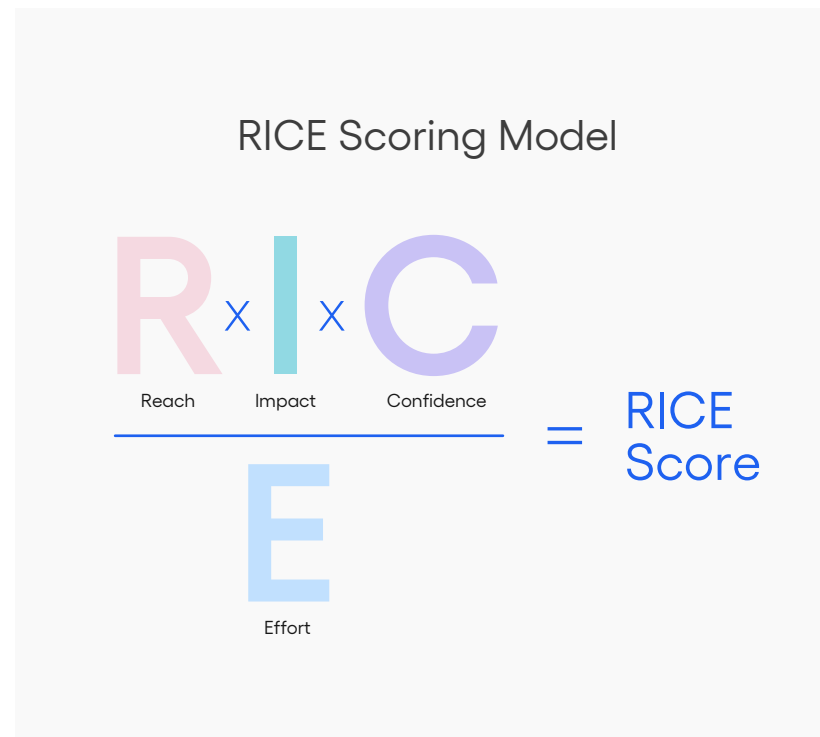 RICE Scoring Model
R x I x C
Reach Impact Confidence
= RICE
Score
E
Effort